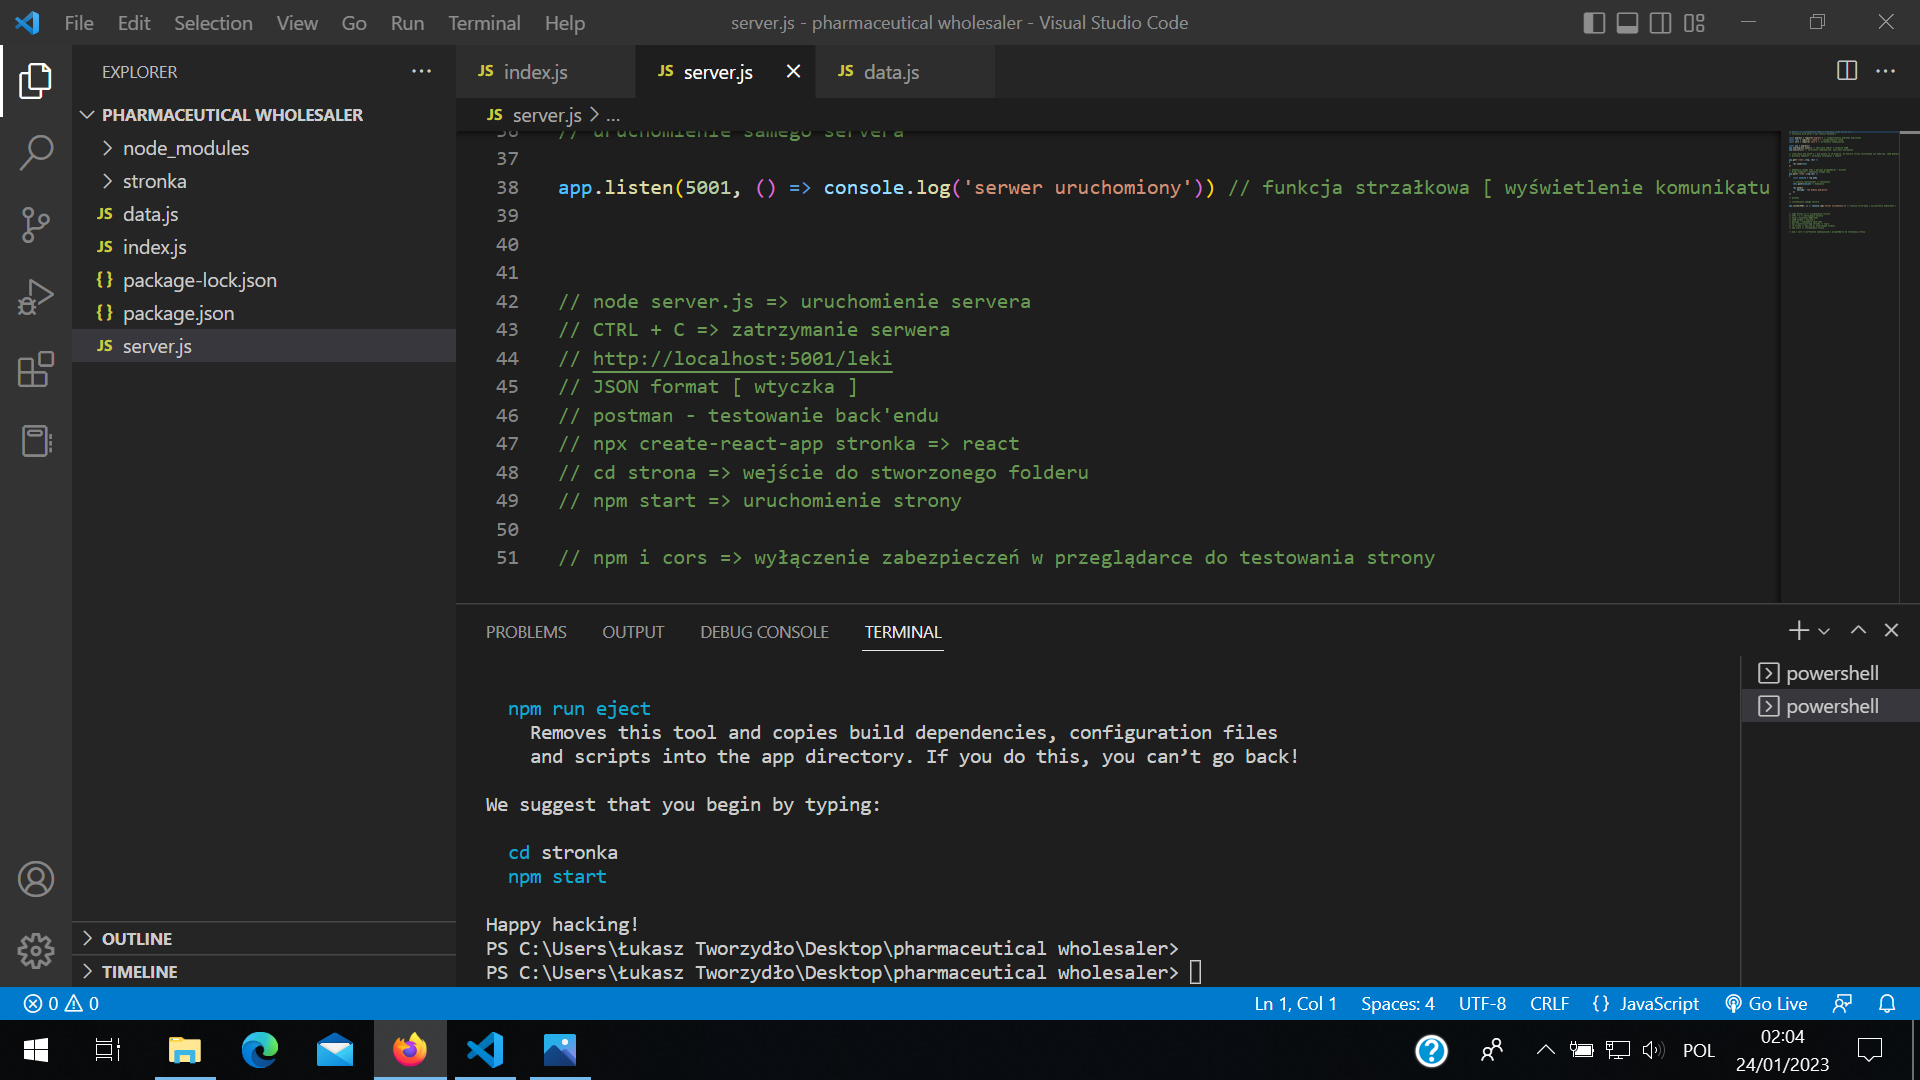 File Edit Selection View Go Run Terminal Help
server.js - pharmaceutical wholesaler - Visual Studio Code
EXPLORER
PHARMACEUTICAL WHOLESALER
node_modules
stronka
JS data.js
JS index.js
{} package-lock.json
{} package.json
JS server.js
OUTLINE
TIMELINE
JS index.js
JS server.js
JS data.js
JS server.js > ...
36 // uruchomienie samego servera
37
38 app.listen(5001, () => console.log('serwer uruchomiony')) // funkcja strzałkowa [ wyświetlenie komunikatu
39
40
41
42 // node server.js => uruchomienie servera
43 // CTRL + C => zatrzymanie serwera
44 // http://localhost:5001/leki
45 // JSON format [ wtyczka ]
46 // postman - testowanie back'endu
47 // npx create-react-app stronka => react
48 // cd strona => wejście do stworzonego folderu
49 // npm start => uruchomienie strony
50
51 // npm i cors => wyłączenie zabezpieczeń w przeglądarce do testowania strony
PROBLEMS OUTPUT DEBUG CONSOLE TERMINAL
powershell
powershell
npm run eject
Removes this tool and copies build dependencies, configuration files
and scripts into the app directory. If you do this, you can’t go back!
We suggest that you begin by typing:
cd stronka
npm start
Happy hacking!
PS C:\Users\Łukasz Tworzydło\Desktop\pharmaceutical wholesaler>
PS C:\Users\Łukasz Tworzydło\Desktop\pharmaceutical wholesaler>
0 0
Ln 1, Col 1 Spaces: 4 UTF-8 CRLF {} JavaScript Go Live
POL
02:04
24/01/2023